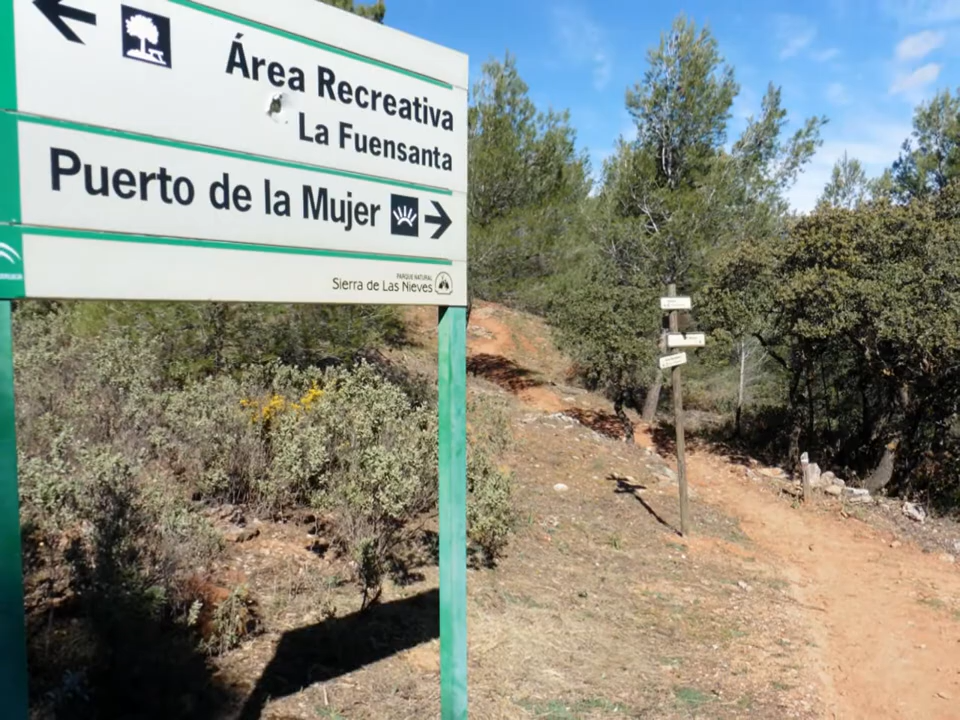 Área Recreativa
La Fuensanta
Puerto de la Mujer
PARQUE NATURAL
Sierra de Las Nieves